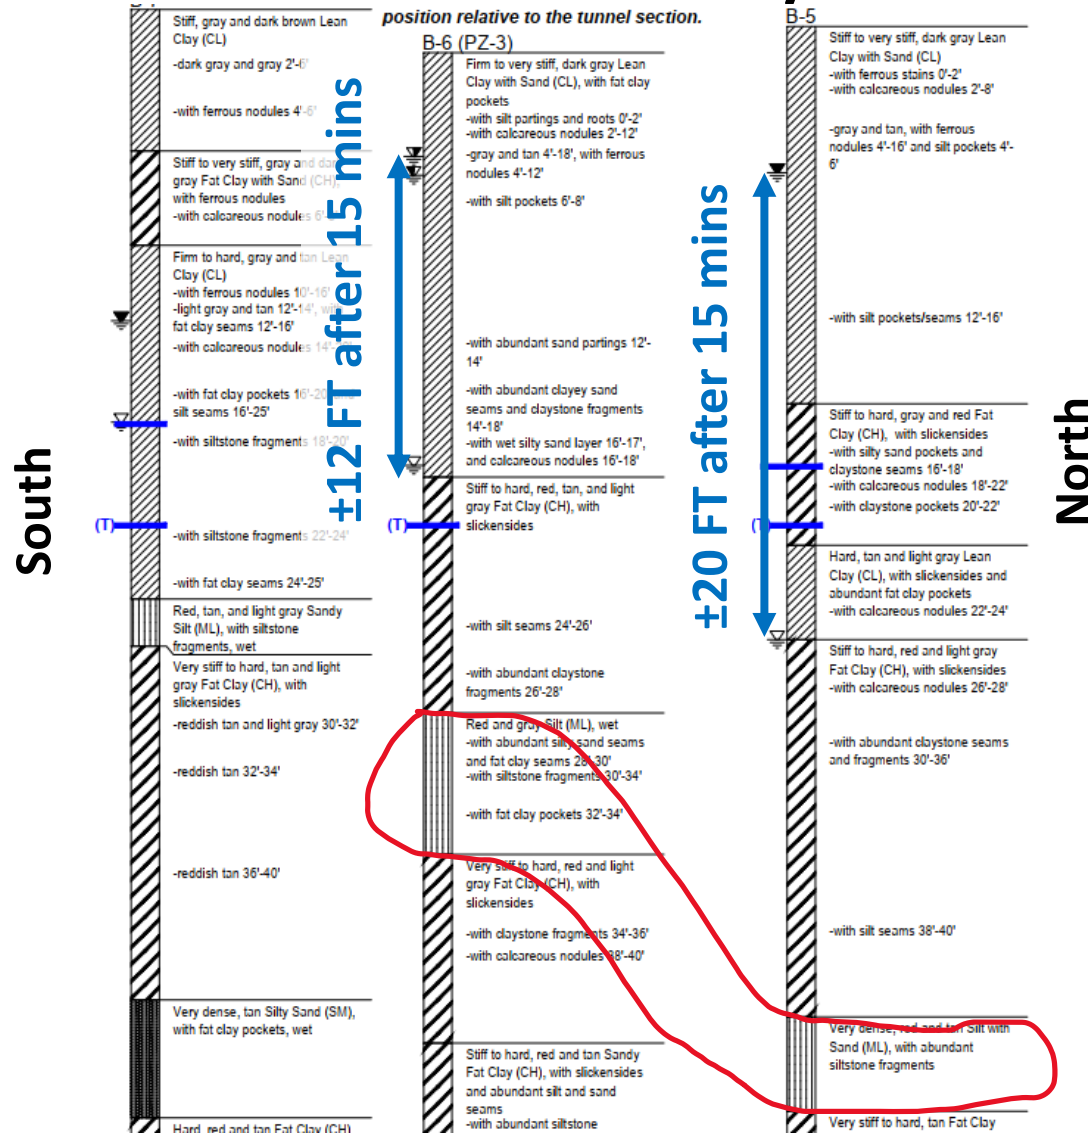 position relative to the tunnel section.
South
North
Stiff, gray and dark brown Lean
Clay (CL)
-dark gray and gray 2'-6'
-with ferrous nodules 4'-6'
Stiff to very stiff, gray and dark
gray Fat Clay with Sand (CH),
with ferrous nodules
-with calcareous nodules 6'-
Firm to hard, gray and tan Lean
Clay (CL)
-with ferrous nodules 10'-16'
-light gray and tan 12'-14', with
fat clay seams 12'-16'
-with calcareous nodules 14'-
-with fat clay pockets 16'-20'
silt seams 16'-25'
-with siltstone fragments 18'-20'
(T)
-with siltstone fragments 22'-24'
-with fat clay seams 24'-25'
Red, tan, and light gray Sandy
Silt (ML), with siltstone
fragments, wet
Very stiff to hard, tan and light
gray Fat Clay (CH), with
slickensides
-reddish tan and light gray 30'-32'
-reddish tan 32'-34'
-reddish tan 36'-40'
Very dense, tan Silty Sand (SM),
with fat clay pockets, wet
Hard, red and tan Fat Clay (CH)
±12 FT after 15 mins
B-6 (PZ-3)
Firm to very stiff, dark gray Lean
Clay with Sand (CL), with fat clay
pockets
-with silt partings and roots 0'-2'
-with calcareous nodules 2'-12'
-gray and tan 4'-18', with ferrous
nodules 4'-12'
-with silt pockets 6'-8'
-with abundant sand partings 12'-
14'
-with abundant clayey sand
seams and claystone fragments
14'-18'
-with wet silty sand layer 16'-17',
and calcareous nodules 16'-18'
Stiff to hard, red, tan, and light
gray Fat Clay (CH), with
slickensides
(T)
-with silt seams 24'-26'
-with abundant claystone
fragments 26'-28'
Red and gray Silt (ML), wet
-with abundant silty sand seams
and fat clay seams 28'-30'
-with siltstone fragments 30'-34'
-with fat clay pockets 32'-34'
Very stiff to hard, red and light
gray Fat Clay (CH), with
slickensides
-with claystone fragments 34'-36'
-with calcareous nodules 38'-40'
Stiff to hard, red and tan Sandy
Fat Clay (CH), with slickensides
and abundant silt and sand
seams
-with abundant siltstone
±20 FT after 15 mins
B-5
Stiff to very stiff, dark gray Lean
Clay with Sand (CL)
-with ferrous stains 0'-2'
-with calcareous nodules 2'-8'
-gray and tan, with ferrous
nodules 4'-16' and silt pockets 4'-
6'
-with silt pockets/seams 12'-16'
Stiff to hard, gray and red Fat
Clay (CH), with slickensides
-with silty sand pockets and
claystone seams 16'-18'
-with calcareous nodules 18'-22'
-with claystone pockets 20'-22'
(T)
Hard, tan and light gray Lean
Clay (CL), with slickensides and
abundant fat clay pockets
-with calcareous nodules 22'-24'
Stiff to hard, red and light gray
Fat Clay (CH), with slickensides
-with calcareous nodules 26'-28'
-with abundant claystone seams
and fragments 30'-36'
-with silt seams 38'-40'
Very dense, red and tan Silt with
Sand (ML), with abundant
siltstone fragments
Very stiff to hard, tan Fat Clay